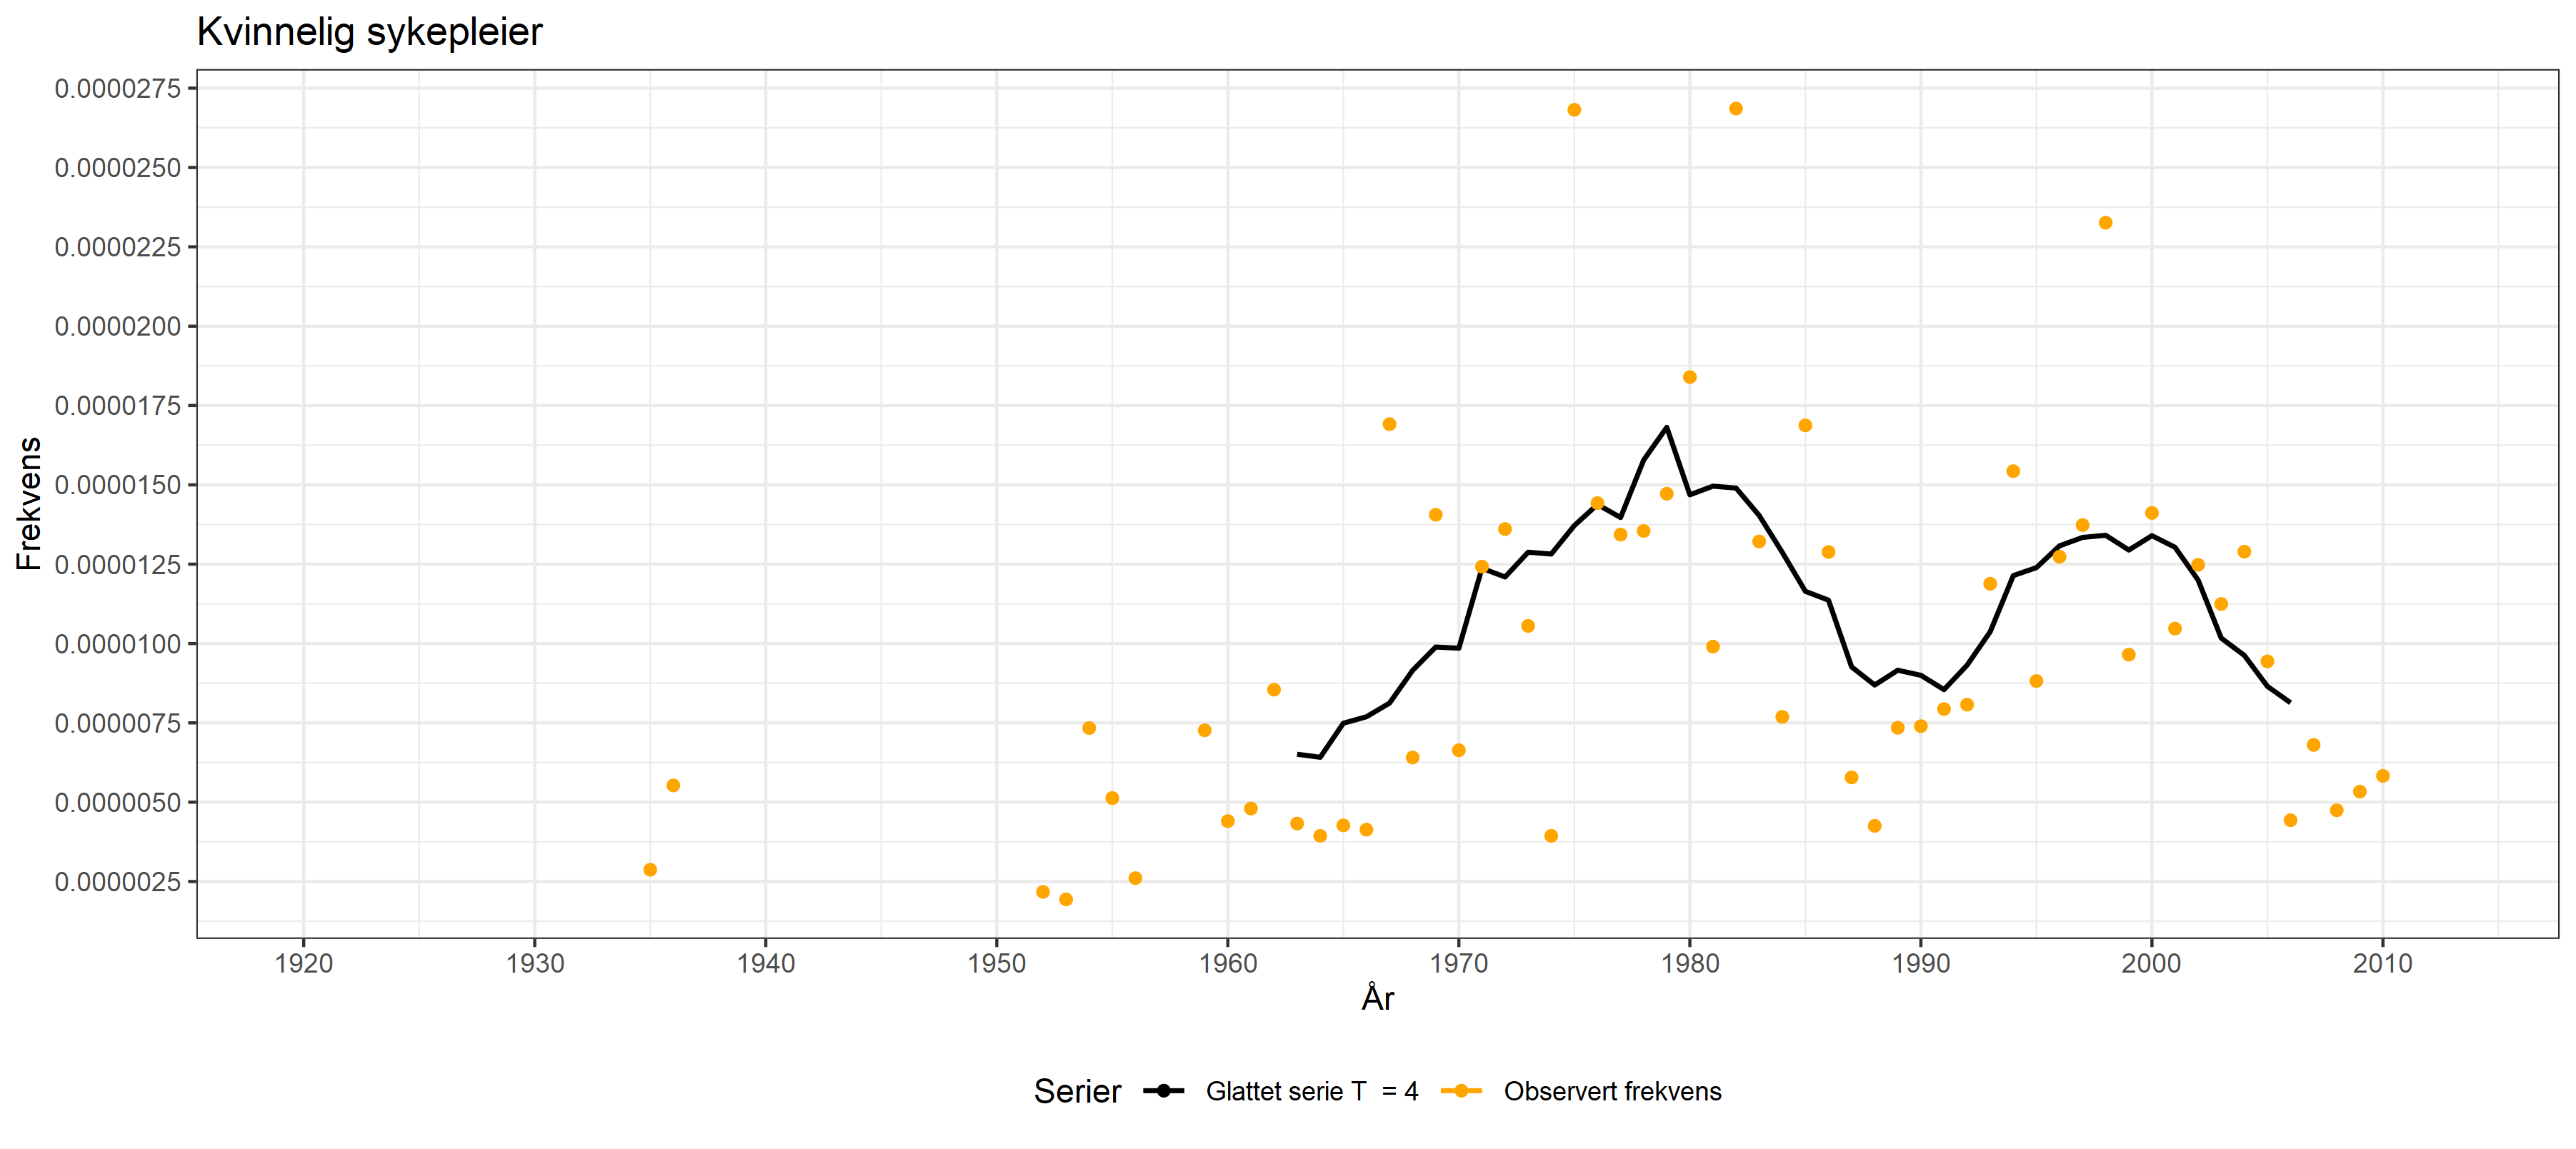 Kvinnelig sykepleier
0.0000275
0.0000250
0.0000225
0.0000200
0.0000175
0.0000150
0.0000125
0.0000100
0.0000075
0.0000050
0.0000025
Frekvens
1920 1930 1940 1950 1960 1970 1980 1990 2000 2010
År
Serier Glattet serie T = 4 Observert frekvens